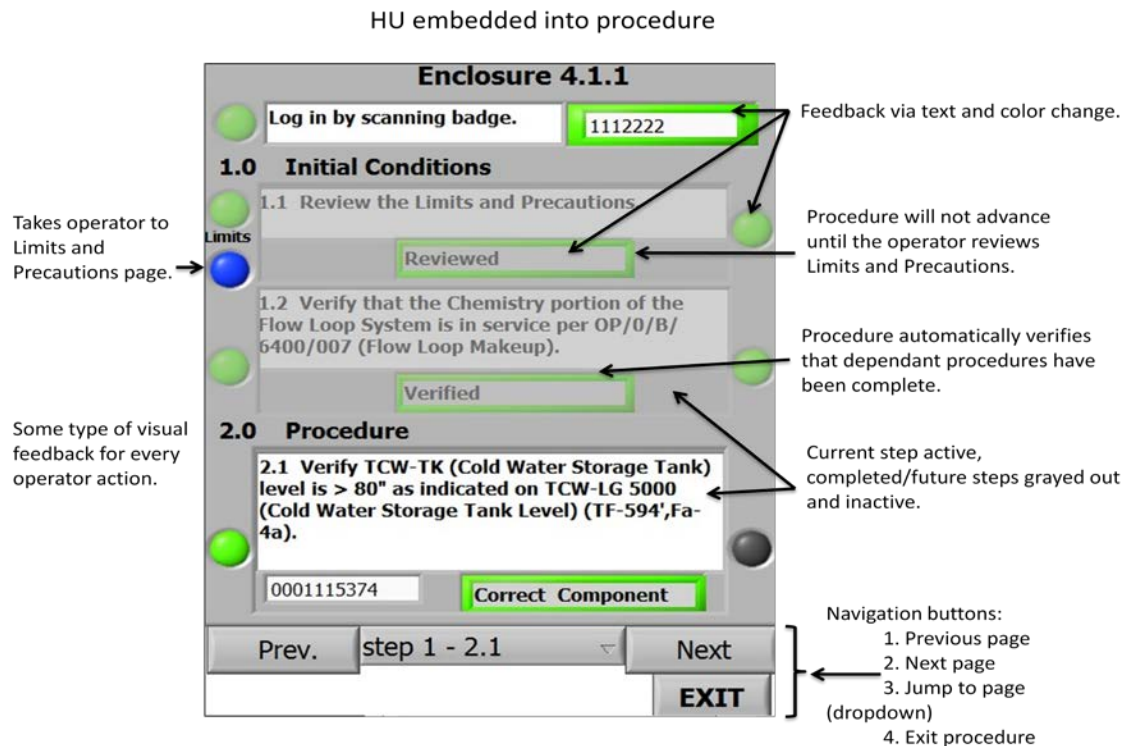 HU embedded into procedure
Enclosure 4.1.1
Log in by scanning badge.
1112222
Feedback via text and color change.
1.0 Initial Conditions
1.1 Review the Limits and Precautions.
Limits
Reviewed
Takes operator to
Limits and
Precautions page.
Procedure will not advance
until the operator reviews
Limits and Precautions.
1.2 Verify that the Chemistry portion of the
Flow Loop System is in service per OP/0/B/
6400/007 (Flow Loop Makeup).
Verified
Procedure automatically verifies
that dependant procedures have
been complete.
2.0 Procedure
Some type of visual
feedback for every
operator action.
2.1 Verify TCW-TK (Cold Water Storage Tank)
level is > 80" as indicated on TCW-LG 5000
(Cold Water Storage Tank Level) (TF-594',Fa-
4a).
Current step active,
completed/future steps grayed out
and inactive.
0001115374
Correct Component
Prev.
step 1 - 2.1
Next
EXIT
Navigation buttons:
1. Previous page
2. Next page
3. Jump to page
(dropdown)
4. Exit procedure